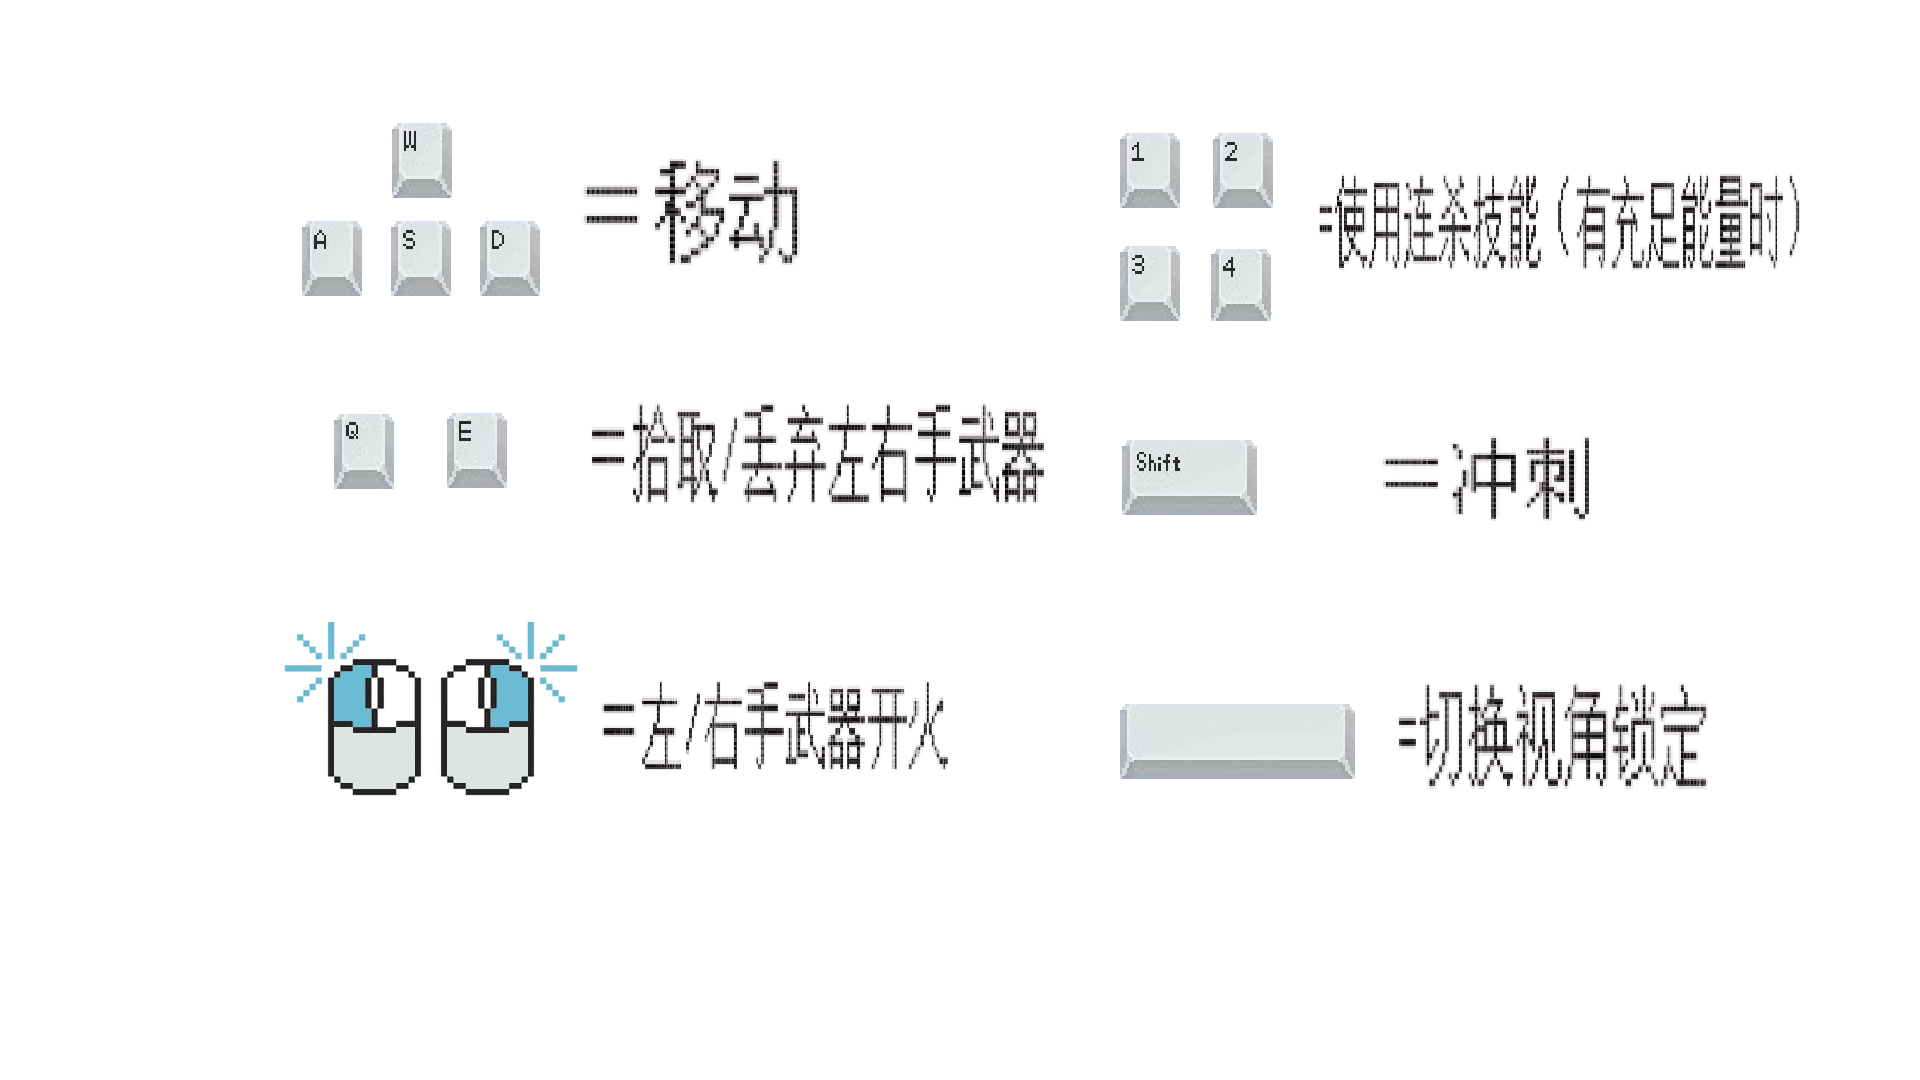 W
A S D
＝移动
Q E
＝拾取/丢弃左右手武器
＝左/右手武器开火
1 2
3 4
=使用连杀技能（有充足能量时）
Shift
＝冲刺
=切换视角锁定